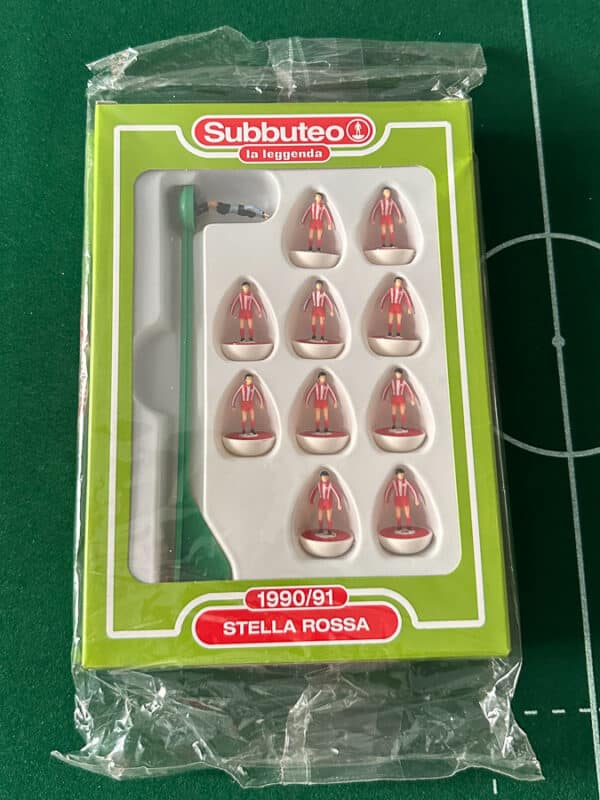 Subbuteo
la leggenda
1990/91
STELLA ROSSA